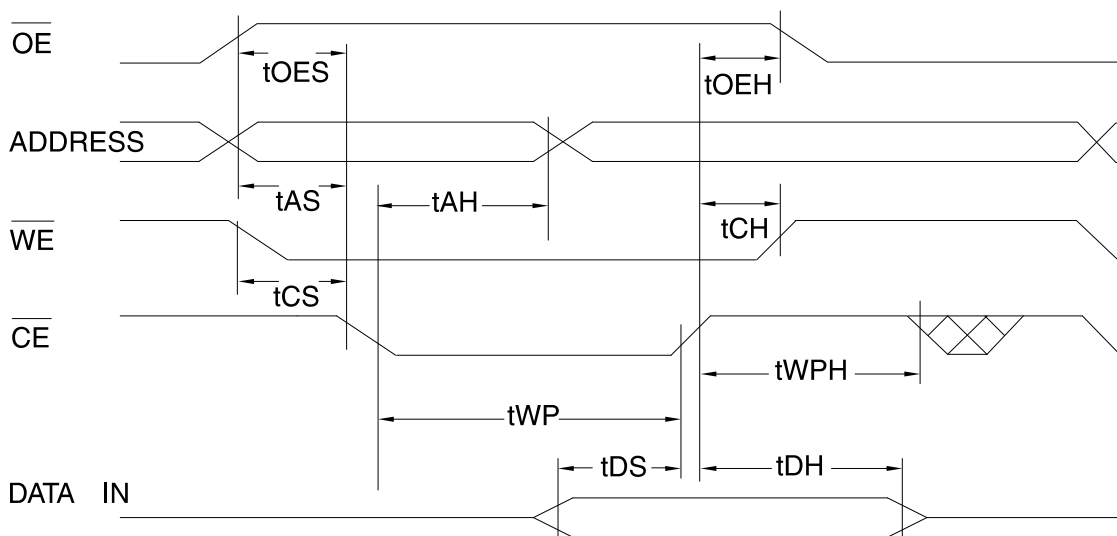 OE
tOES
tOEH
ADDRESS
tAS
tAH
WE
tCH
tCS
CE
tWPH
tWP
tDS
tDH
DATA IN